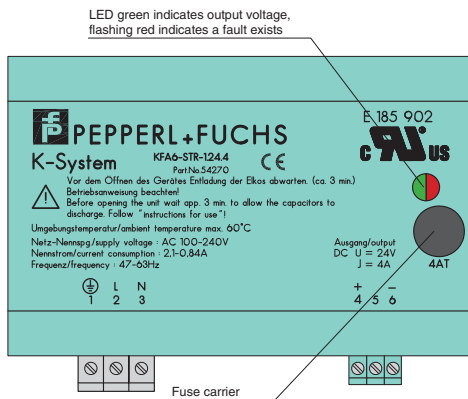 LED green indicates output voltage,
flashing red indicates a fault exists
PEPPERL+FUCHS
E 185 902
c RU US
K-System
KFA6-STR-1.24.4
Part.No.54270
CE
Vor dem Öffnen des Gerätes Entladung der Elkos abwarten. (ca. 3 min.)
Betriebsanweisung beachten!
Before opening the unit wait app. 3 min. to allow the capacitors to
discharge. Follow "instructions for use"!
Umgebungstemperatur/ambient temperature max. 60°C
Netz-Nennspg/supply voltage : AC 100-240V
Nennstrom/current consumption : 2,1-0,84A
Frequenz/frequency : 47-63Hz
Ausgang/output
DC U = 24V
J = 4A
4AT
L N
1 2 3
+ −
4 5 6
Fuse carrier